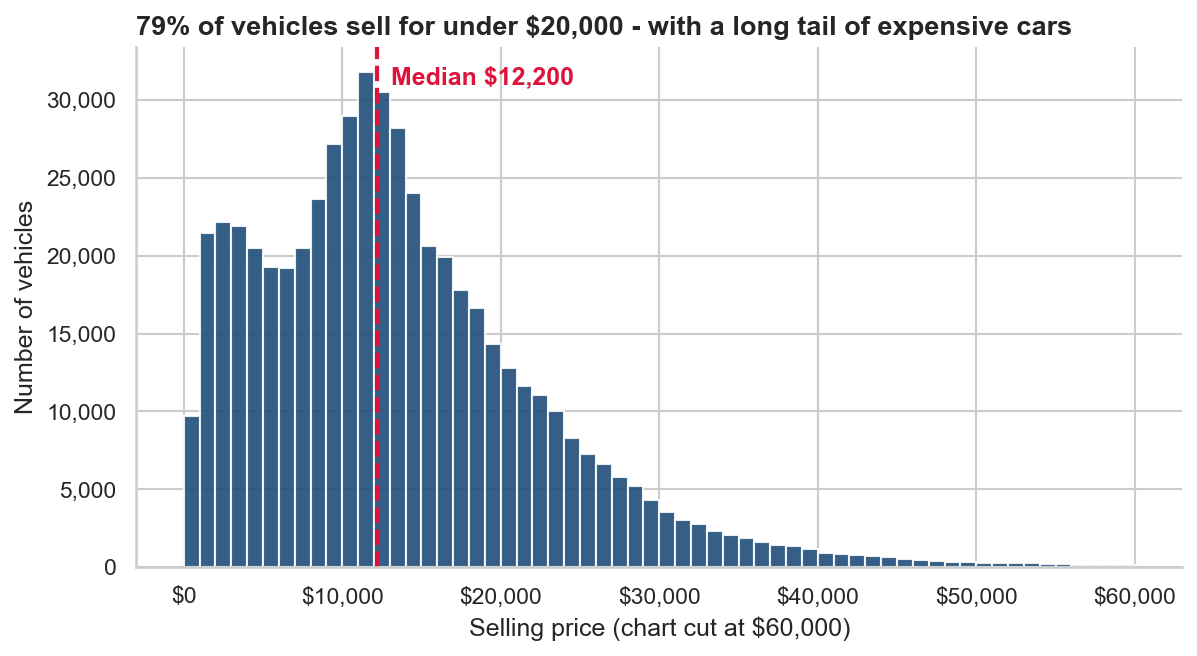 79% of vehicles sell for under $20,000 - with a long tail of expensive cars
Median $12,200
Number of vehicles
30,000
25,000
20,000
15,000
10,000
5,000
0
$0 $10,000 $20,000 $30,000 $40,000 $50,000 $60,000
Selling price (chart cut at $60,000)